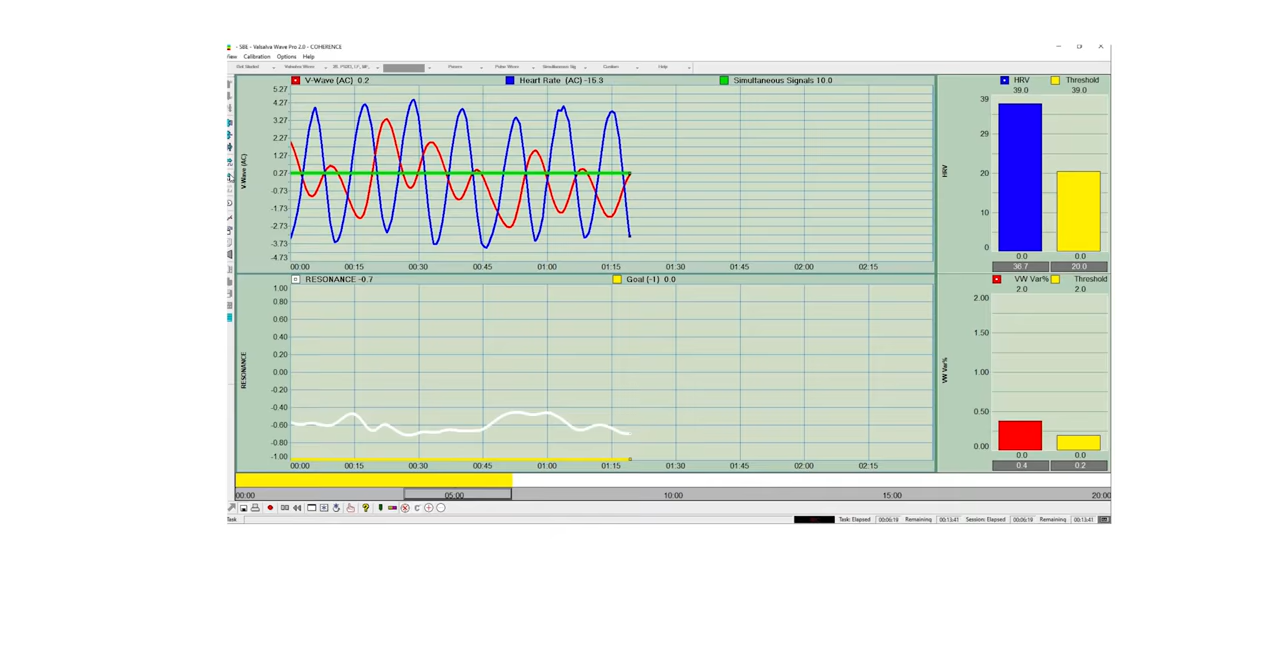 - SBE - Valsalva Wave Pro 2.0 - COHERENCE
View Calibration Options Help
V-Wave (AC) 0.2 Heart Rate (AC) -15.3 Simultaneous Signals 10.0
5.27
4.27
3.27
2.27
1.27
0.27
-0.73
-1.73
-2.73
-3.73
-4.73
V-Wave (AC)
00:00 00:15 00:30 00:45 01:00 01:15 01:30 01:45 02:00 02:15
HRV Threshold
39.0 39.0
39
29
20
10
0
HRV
0.0 0.0
36.7 20.0
RESONANCE -0.7 Goal (-1) 0.0
1.00
0.80
0.60
0.40
0.20
0.00
-0.20
-0.40
-0.60
-0.80
-1.00
RESONANCE
00:00 00:15 00:30 00:45 01:00 01:15 01:30 01:45 02:00 02:15
VW Var% Threshold
2.0 2.0
2.00
1.50
1.00
0.50
0.00
VW Var%
0.0 0.0
0.4 0.2
00:00 05:00 10:00 15:00 20:00
Task Task: Elapsed 00:06:19 Remaining 00:13:41 Session: Elapsed 00:06:19 Remaining 00:13:41